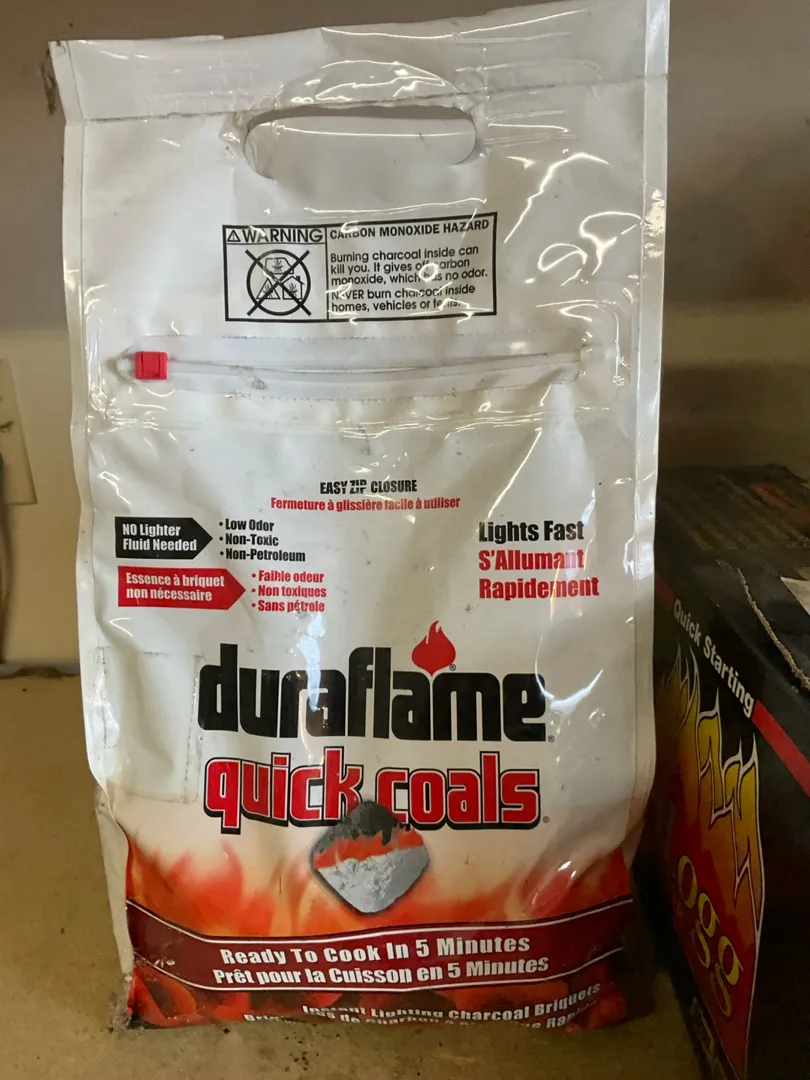 WARNING
CARBON MONOXIDE HAZARD
Burning charcoal inside can
kill you. It gives off carbon
monoxide, which has no odor.
NEVER burn charcoal inside
homes, vehicles or tents.
EASY ZIP CLOSURE
Fermeture à glissière facile à utiliser
NO Lighter
Fluid Needed
• Low Odor
• Non-Toxic
• Non-Petroleum
Essence à briquet
non nécessaire
• Faible odeur
• Non toxiques
• Sans pétrole
Lights Fast
S'Allumant
Rapidement
duraflame®
quick coals®
Ready To Cook In 5 Minutes
Prêt pour la Cuisson en 5 Minutes
Instant Lighting Charcoal Briquets
de
Quick Starting
ogg